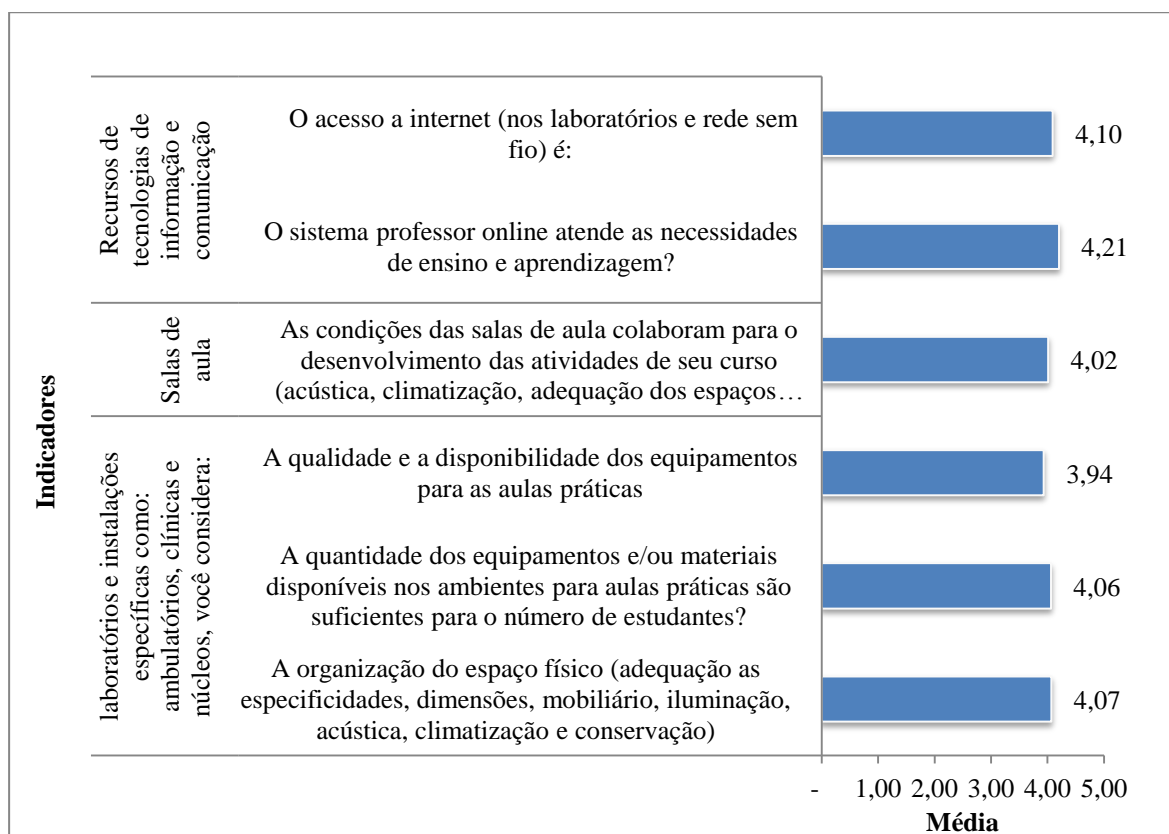 Indicadores
Recursos de
tecnologias de
informação e
comunicação
O acesso a internet (nos laboratórios e rede sem
fio) é:
4,10
O sistema professor online atende as necessidades
de ensino e aprendizagem?
4,21
Salas de
aula
As condições das salas de aula colaboram para o
desenvolvimento das atividades de seu curso
(acústica, climatização, adequação dos espaços…
4,02
laboratórios e instalações
específicas como:
ambulatórios, clínicas e
núcleos, você considera:
A qualidade e a disponibilidade dos equipamentos
para as aulas práticas
3,94
A quantidade dos equipamentos e/ou materiais
disponíveis nos ambientes para aulas práticas são
suficientes para o número de estudantes?
4,06
A organização do espaço físico (adequação as
especificidades, dimensões, mobiliário, iluminação,
acústica, climatização e conservação)
4,07
- 1,00 2,00 3,00 4,00 5,00
Média